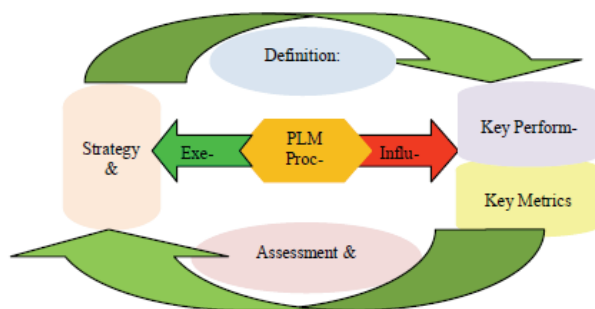 Definition:
Strategy
&
Exe-
PLM
Proc-
Influ-
Key Perform-
Key Metrics
Assessment &